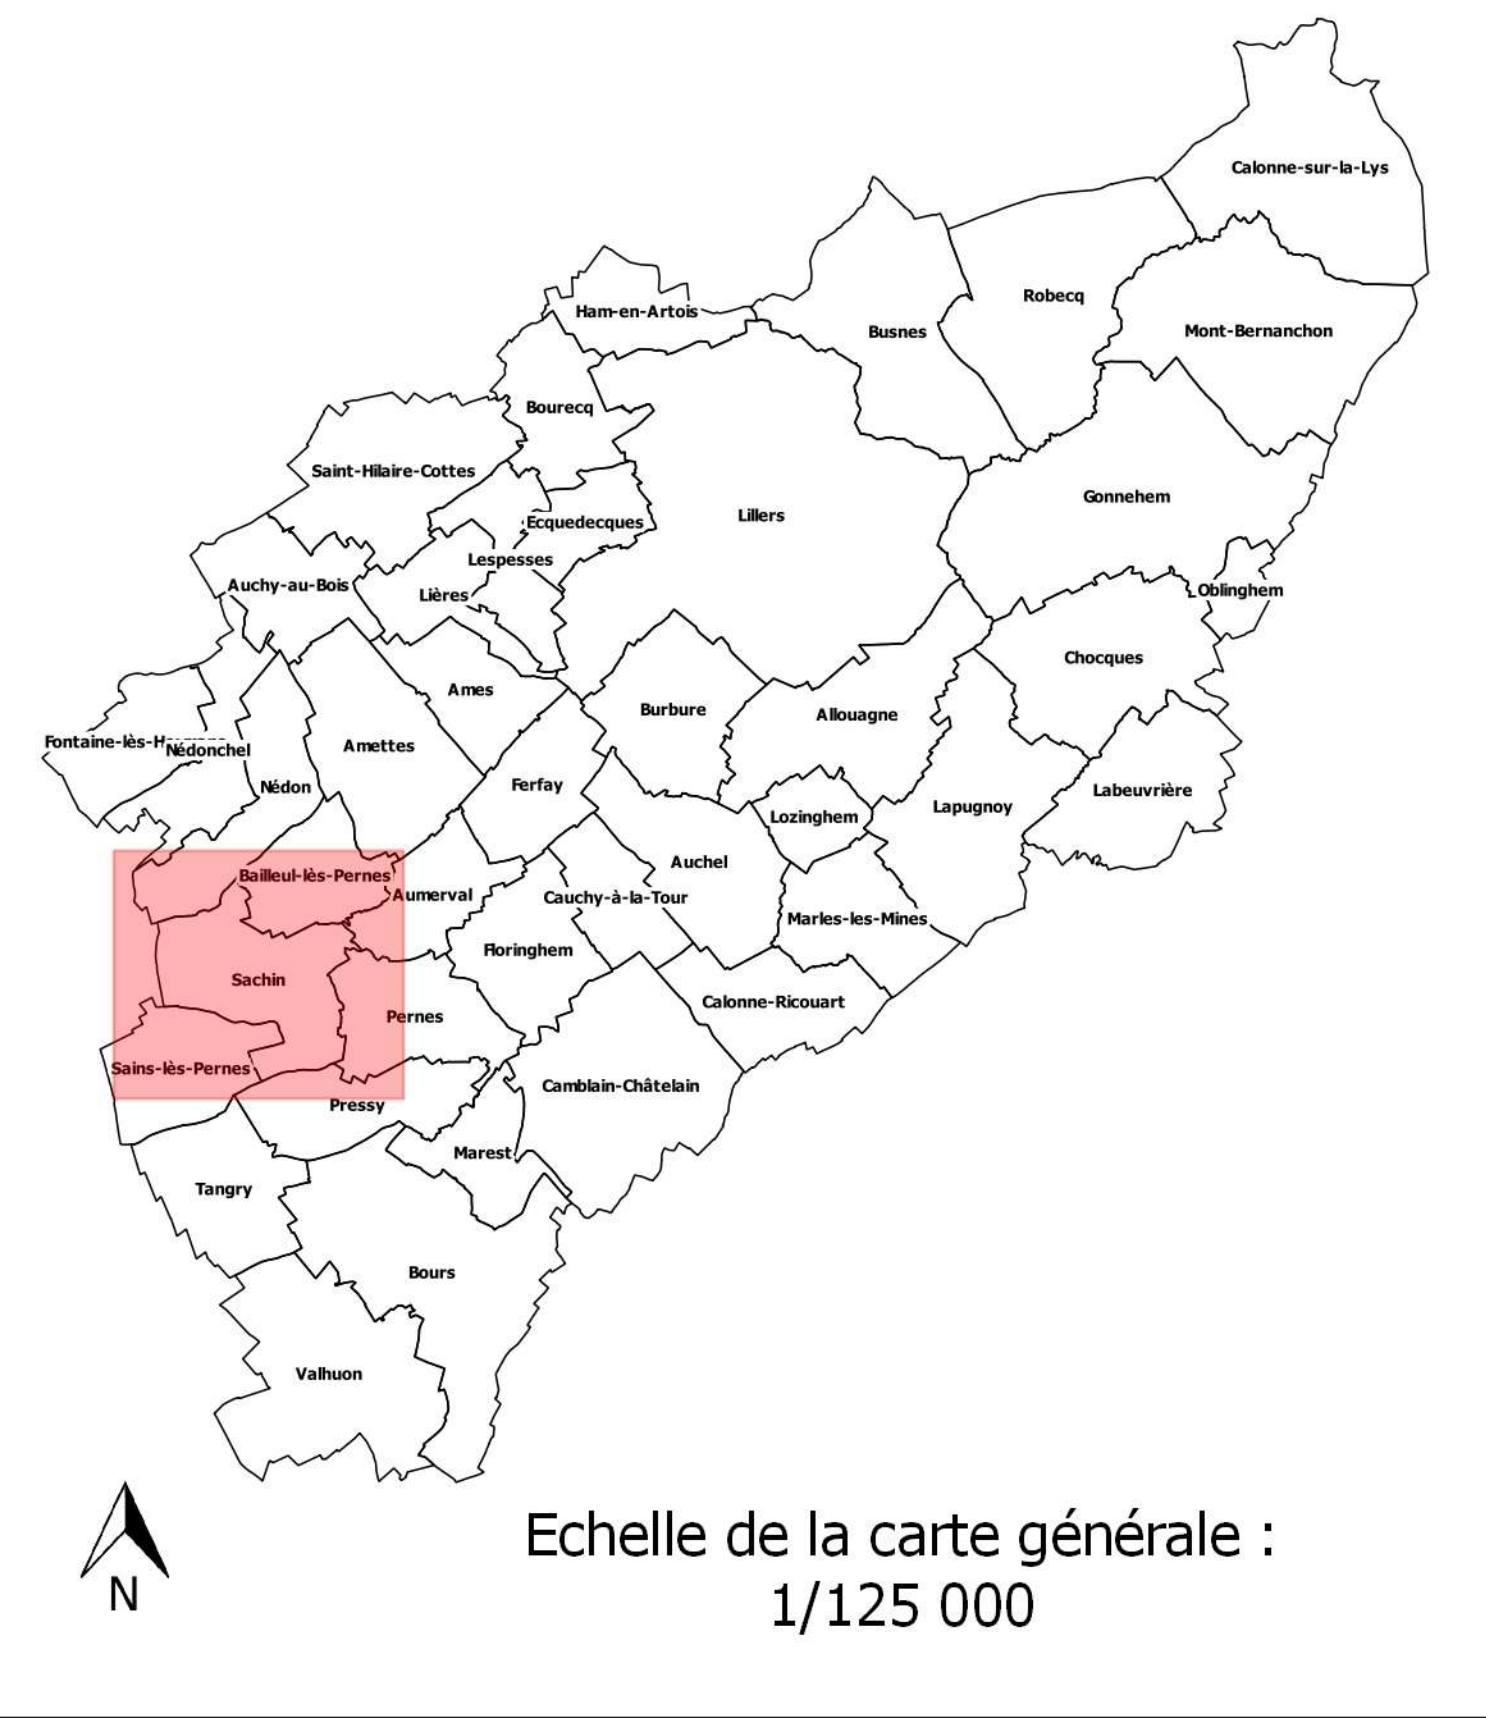 Calonne-sur-la-Lys
Robecq
Ham-en-Artois
Busnes
Mont-Bernanchon
Bourecq
Saint-Hilaire-Cottes
Gonnehem
Lillers
Ecquedecques
Lespesses
Auchy-au-Bois
Lières
Oblinghem
Chocques
Ames
Burbure
Allouagne
Fontaine-lès-H
Nédonchel
Amettes
Nédon
Ferfay
Labeuvrière
Lapugnoy
Lozinghem
Auchel
Bailleul-lès-Pernes
Aumerval
Cauchy-à-la-Tour
Marles-les-Mines
Floringhem
Sachin
Calonne-Ricouart
Pernes
Sains-lès-Pernes
Camblain-Châtelain
Pressy
Marest
Tangry
Bours
Valhuon
N
Echelle de la carte générale :
1/125 000